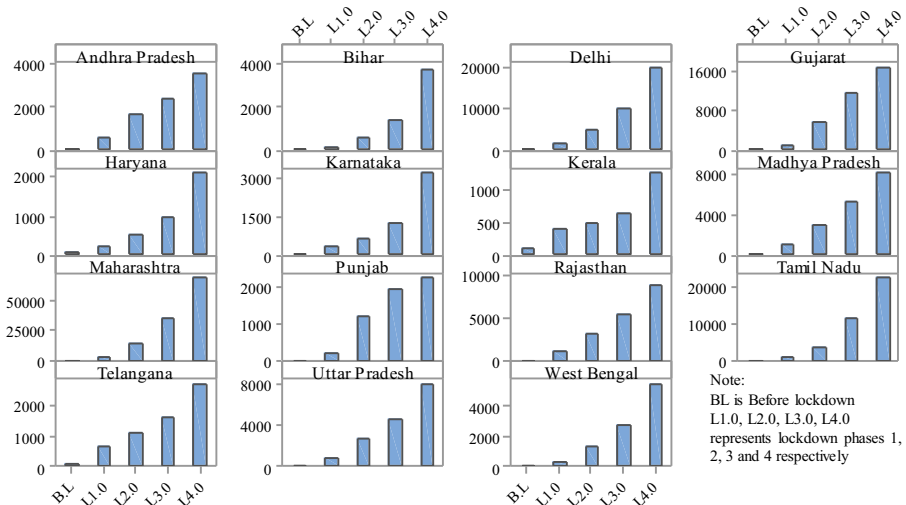 B.L L1.0 L2.0 L3.0 L4.0 B.L L1.0 L2.0 L3.0 L4.0
Andhra Pradesh Bihar Delhi Gujarat
4000 4000 20000 16000
2000 2000 10000 8000
0 0 0 0
Haryana Karnataka Kerala Madhya Pradesh
2000 3000 1000 8000
1000 1500 500 4000
0 0 0 0
Maharashtra Punjab Rajasthan Tamil Nadu
50000 2000 10000 20000
25000 1000 5000 10000
0 0 0 0
Telangana Uttar Pradesh West Bengal
2000 8000 4000
1000 4000 2000
0 0 0
B.L L1.0 L2.0 L3.0 L4.0 B.L L1.0 L2.0 L3.0 L4.0
Note:
BL is Before lockdown
L1.0, L2.0, L3.0, L4.0
represents lockdown phases 1,
2, 3 and 4 respectively